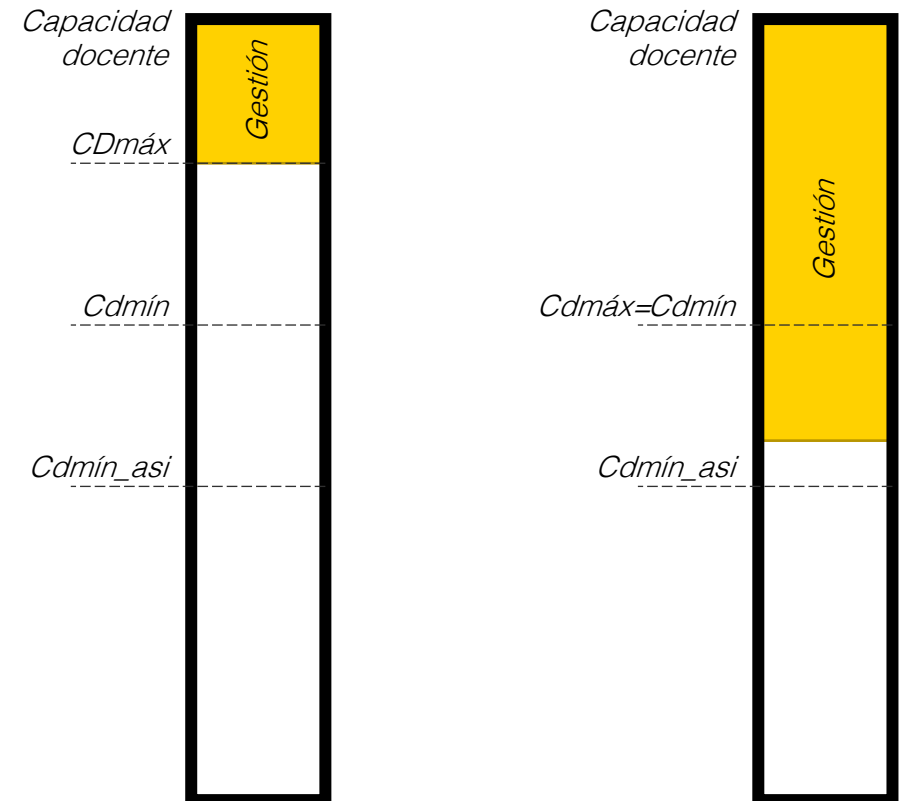 Capacidad
docente
Gestión
CDmáx
Cdmín
Cdmín_asi
Capacidad
docente
Gestión
Cdmáx=Cdmín
Cdmín_asi